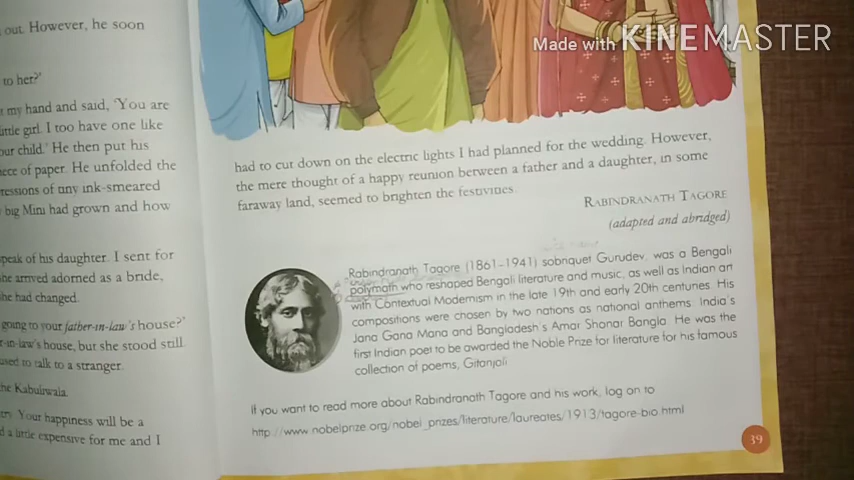 Made with KINEMASTER
out. However, he soon
to her?'
my hand and said, 'You are
little girl. I too have one like
our child.' He then put his
piece of paper. He unfolded the
impressions of tiny ink-smeared
big Mini had grown and how
speak of his daughter. I sent for
she arrived adorned as a bride,
she had changed.
going to your father-in-law's house?'
-in-law's house, but she stood still.
used to talk to a stranger.
the Kabuliwala.
Your happiness will be a
a little expensive for me and I
had to cut down on the electric lights I had planned for the wedding. However,
the mere thought of a happy reunion between a father and a daughter, in some
faraway land, seemed to brighten the festivities.
RABINDRANATH TAGORE
(adapted and abridged)
Rabindranath Tagore (1861–1941) sobriquet Gurudev, was a Bengali
polymath who reshaped Bengali literature and music, as well as Indian art
with Contextual Modernism in the late 19th and early 20th centuries. His
compositions were chosen by two nations as national anthems: India's
Jana Gana Mana and Bangladesh's Amar Shonar Bangla. He was the
first Indian poet to be awarded the Noble Prize for literature for his famous
collection of poems, Gitanjali.
If you want to read more about Rabindranath Tagore and his work, log on to
http://www.nobelprize.org/nobel_prizes/literature/laureates/1913/tagore-bio.html
39